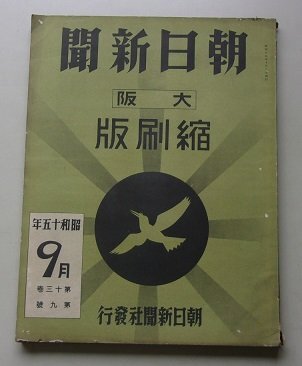 朝日新聞
大阪
縮刷版
昭和十五年
9月
第十三卷
第九號
朝日新聞社發行